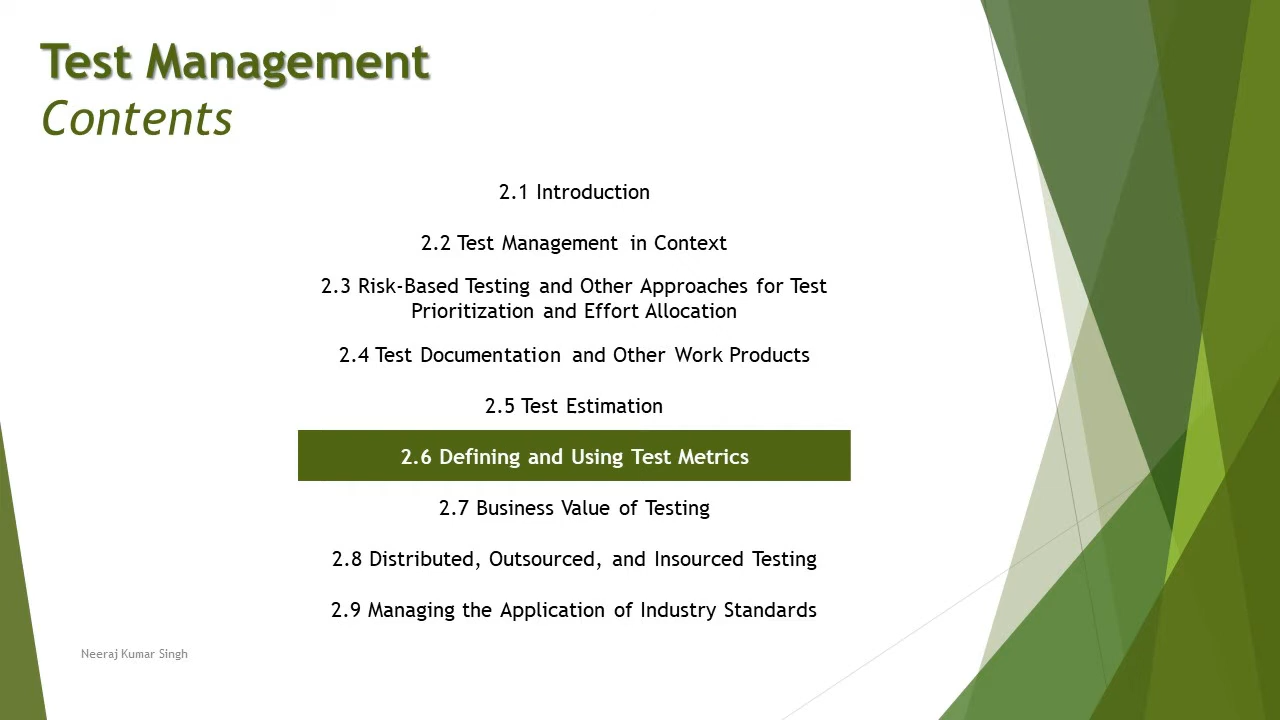 Test Management
Contents
2.1 Introduction
2.2 Test Management in Context
2.3 Risk-Based Testing and Other Approaches for Test
Prioritization and Effort Allocation
2.4 Test Documentation and Other Work Products
2.5 Test Estimation
2.6 Defining and Using Test Metrics
2.7 Business Value of Testing
2.8 Distributed, Outsourced, and Insourced Testing
2.9 Managing the Application of Industry Standards
Neeraj Kumar Singh